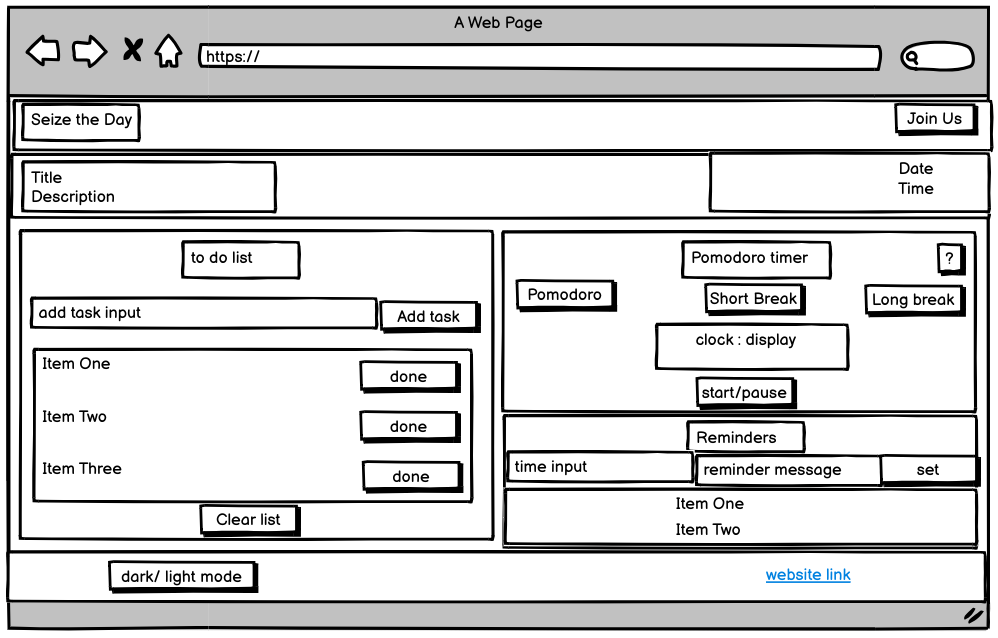 A Web Page
https://
Seize the Day
Join Us
Title
Description
Date
Time
to do list
add task input
Add task
Item One
done
Item Two
done
Item Three
done
Clear list
Pomodoro timer
?
Pomodoro
Short Break
Long break
clock : display
start/pause
Reminders
time input
reminder message
set
Item One
Item Two
dark/ light mode
website link